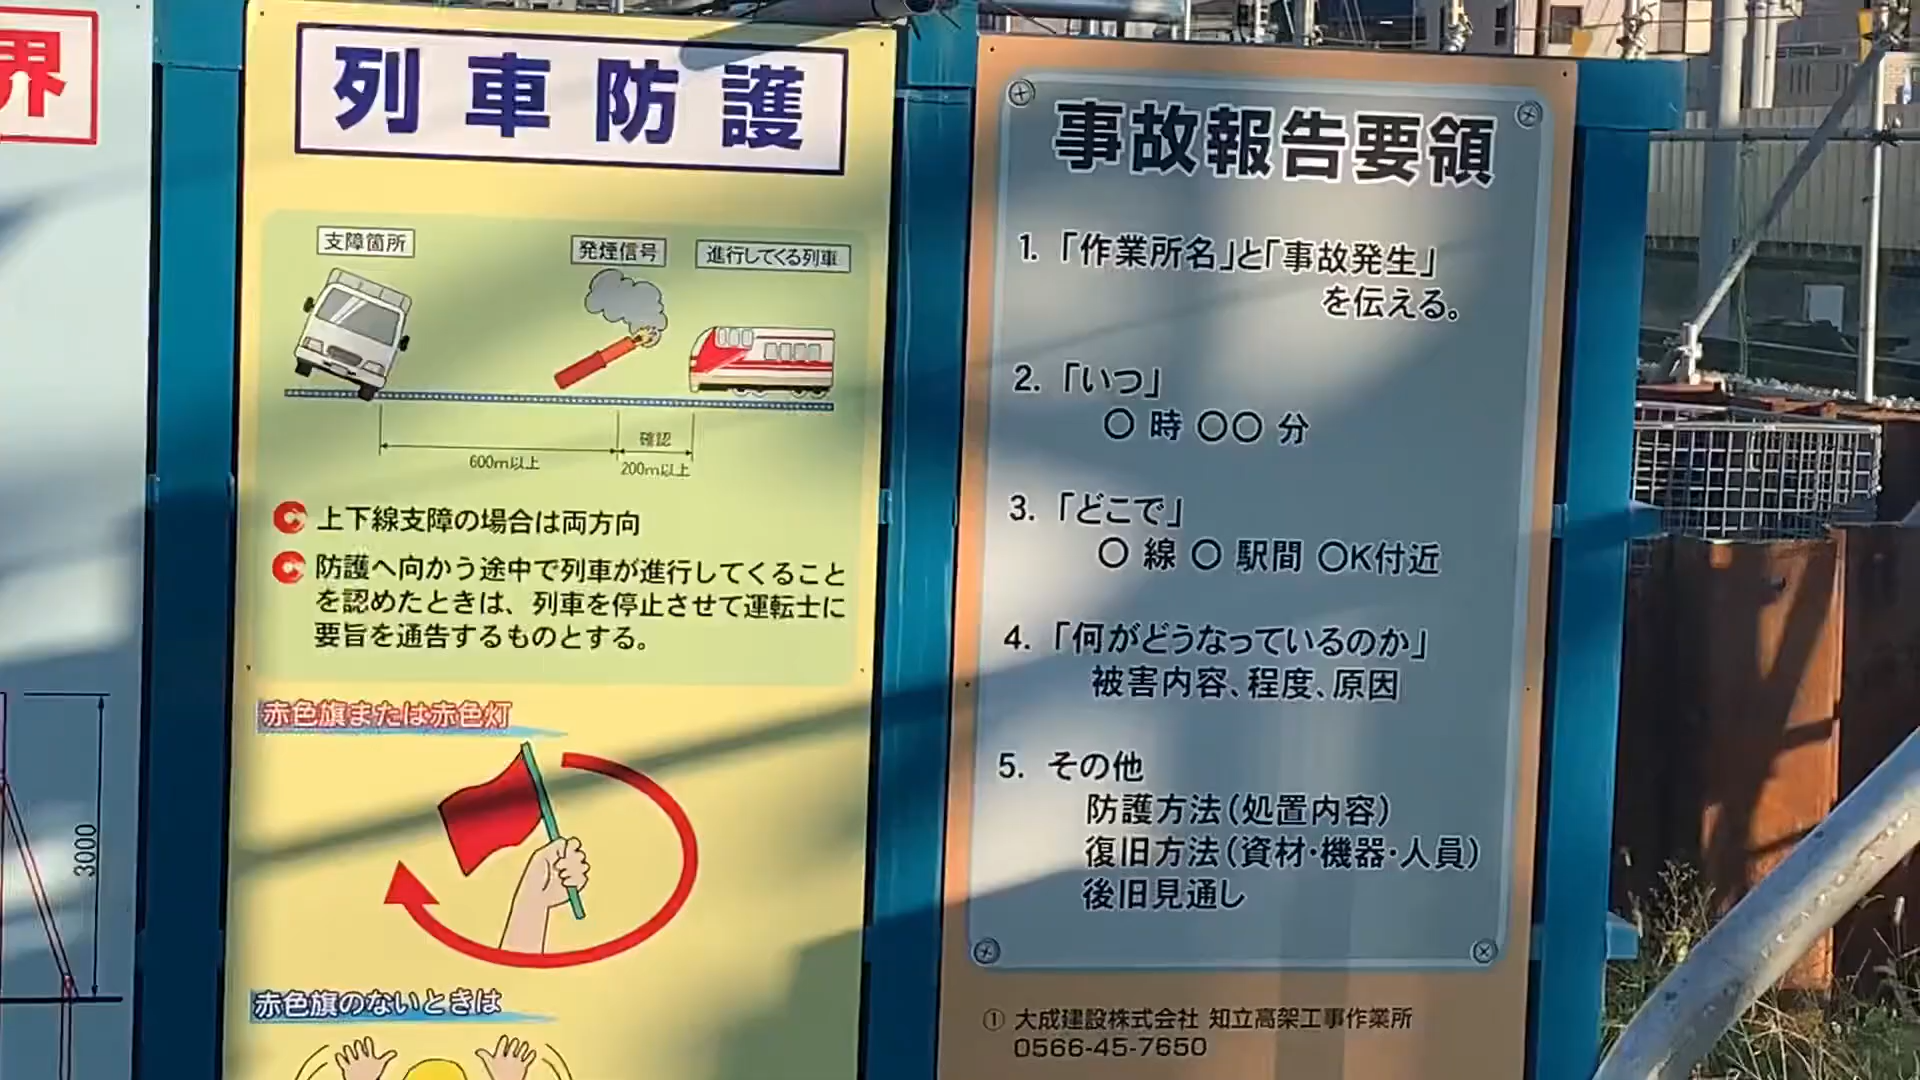 界
3000
列車防護
支障箇所
発煙信号
進行してくる列車
確認
600m以上
200m以上
上下線支障の場合は両方向
防護へ向かう途中で列車が進行してくること
を認めたときは、列車を停止させて運転士に
要旨を通告するものとする。
赤色旗または赤色灯
赤色旗のないときは
事故報告要領
1.「作業所名」と「事故発生」
を伝える。
2.「いつ」
〇 時 〇〇 分
3.「どこで」
〇 線 〇 駅間 〇K付近
4.「何がどうなっているのか」
被害内容、程度、原因
5. その他
防護方法(処置内容)
復旧方法(資材・機器・人員)
後旧見通し
① 大成建設株式会社 知立高架工事作業所
0566-45-7650